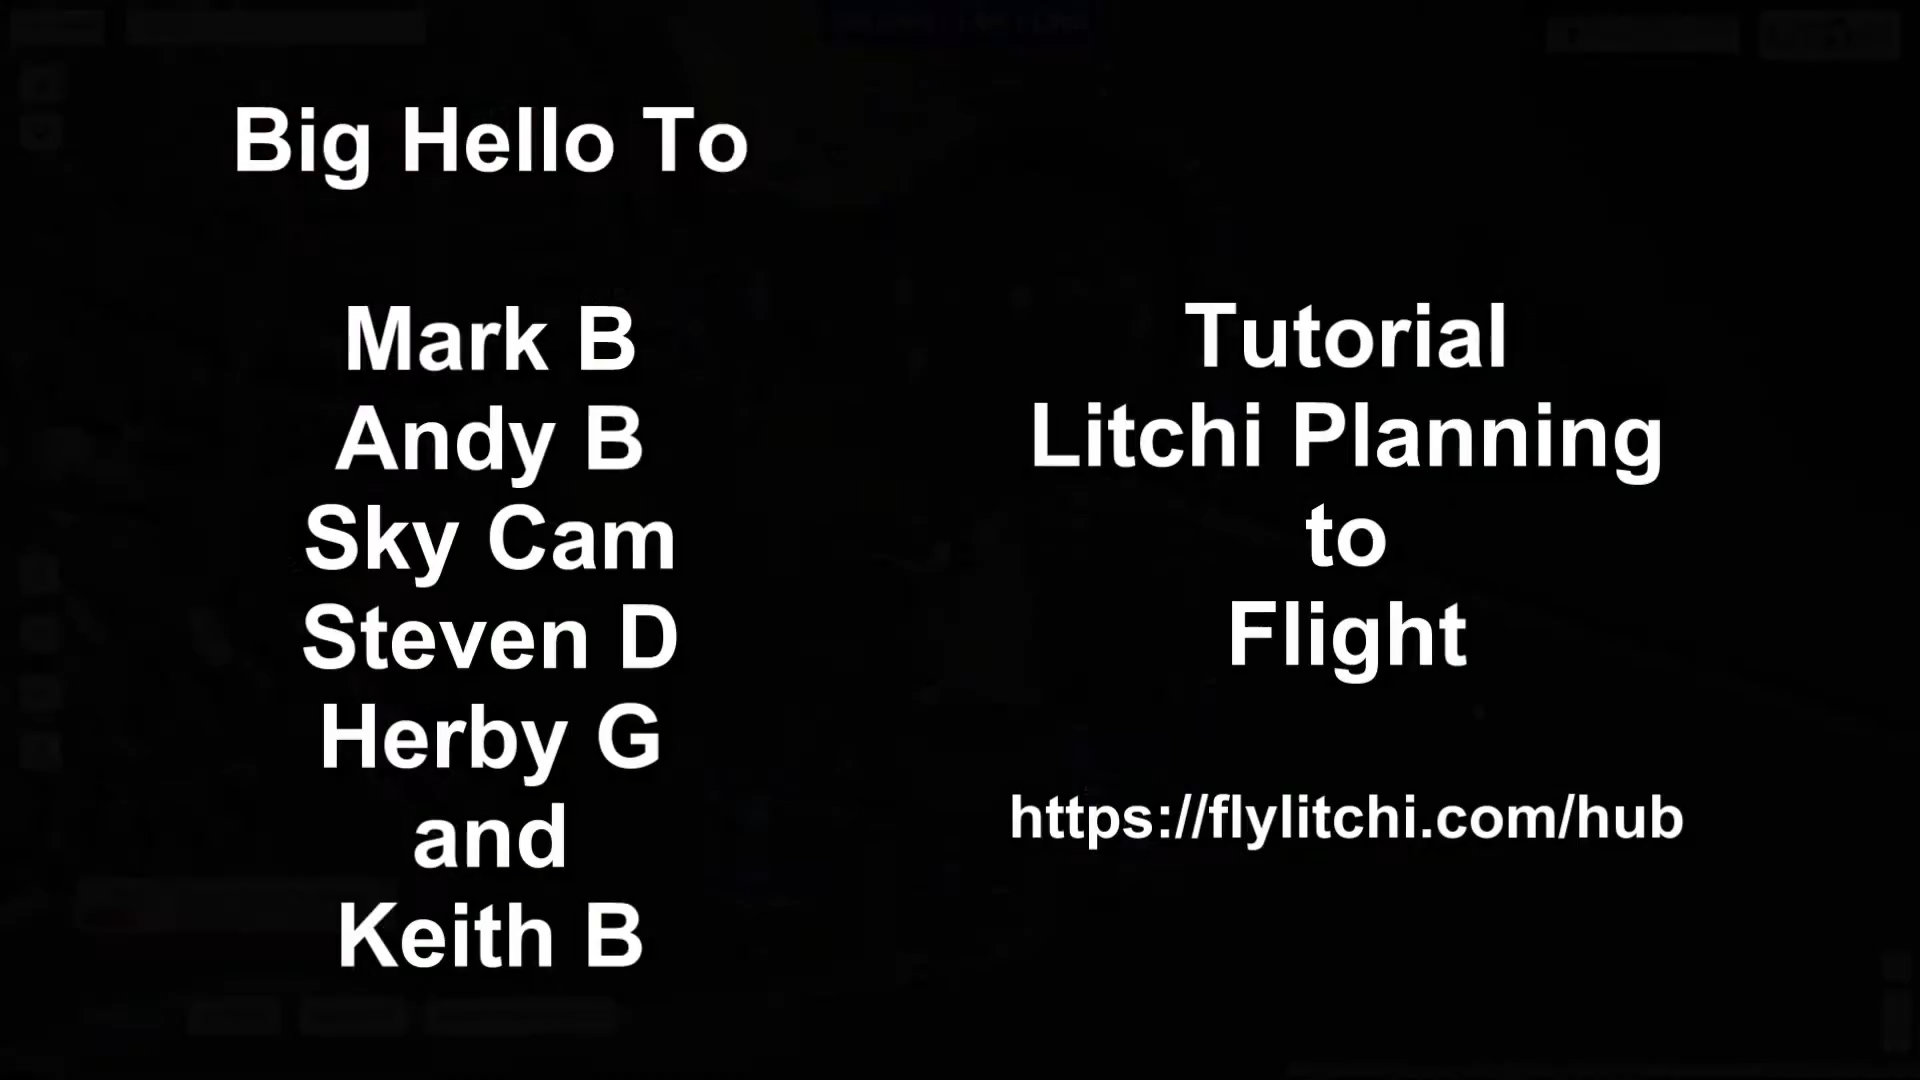 Big Hello To
Mark B
Andy B
Sky Cam
Steven D
Herby G
and
Keith B
Tutorial
Litchi Planning
to
Flight
https://flylitchi.com/hub